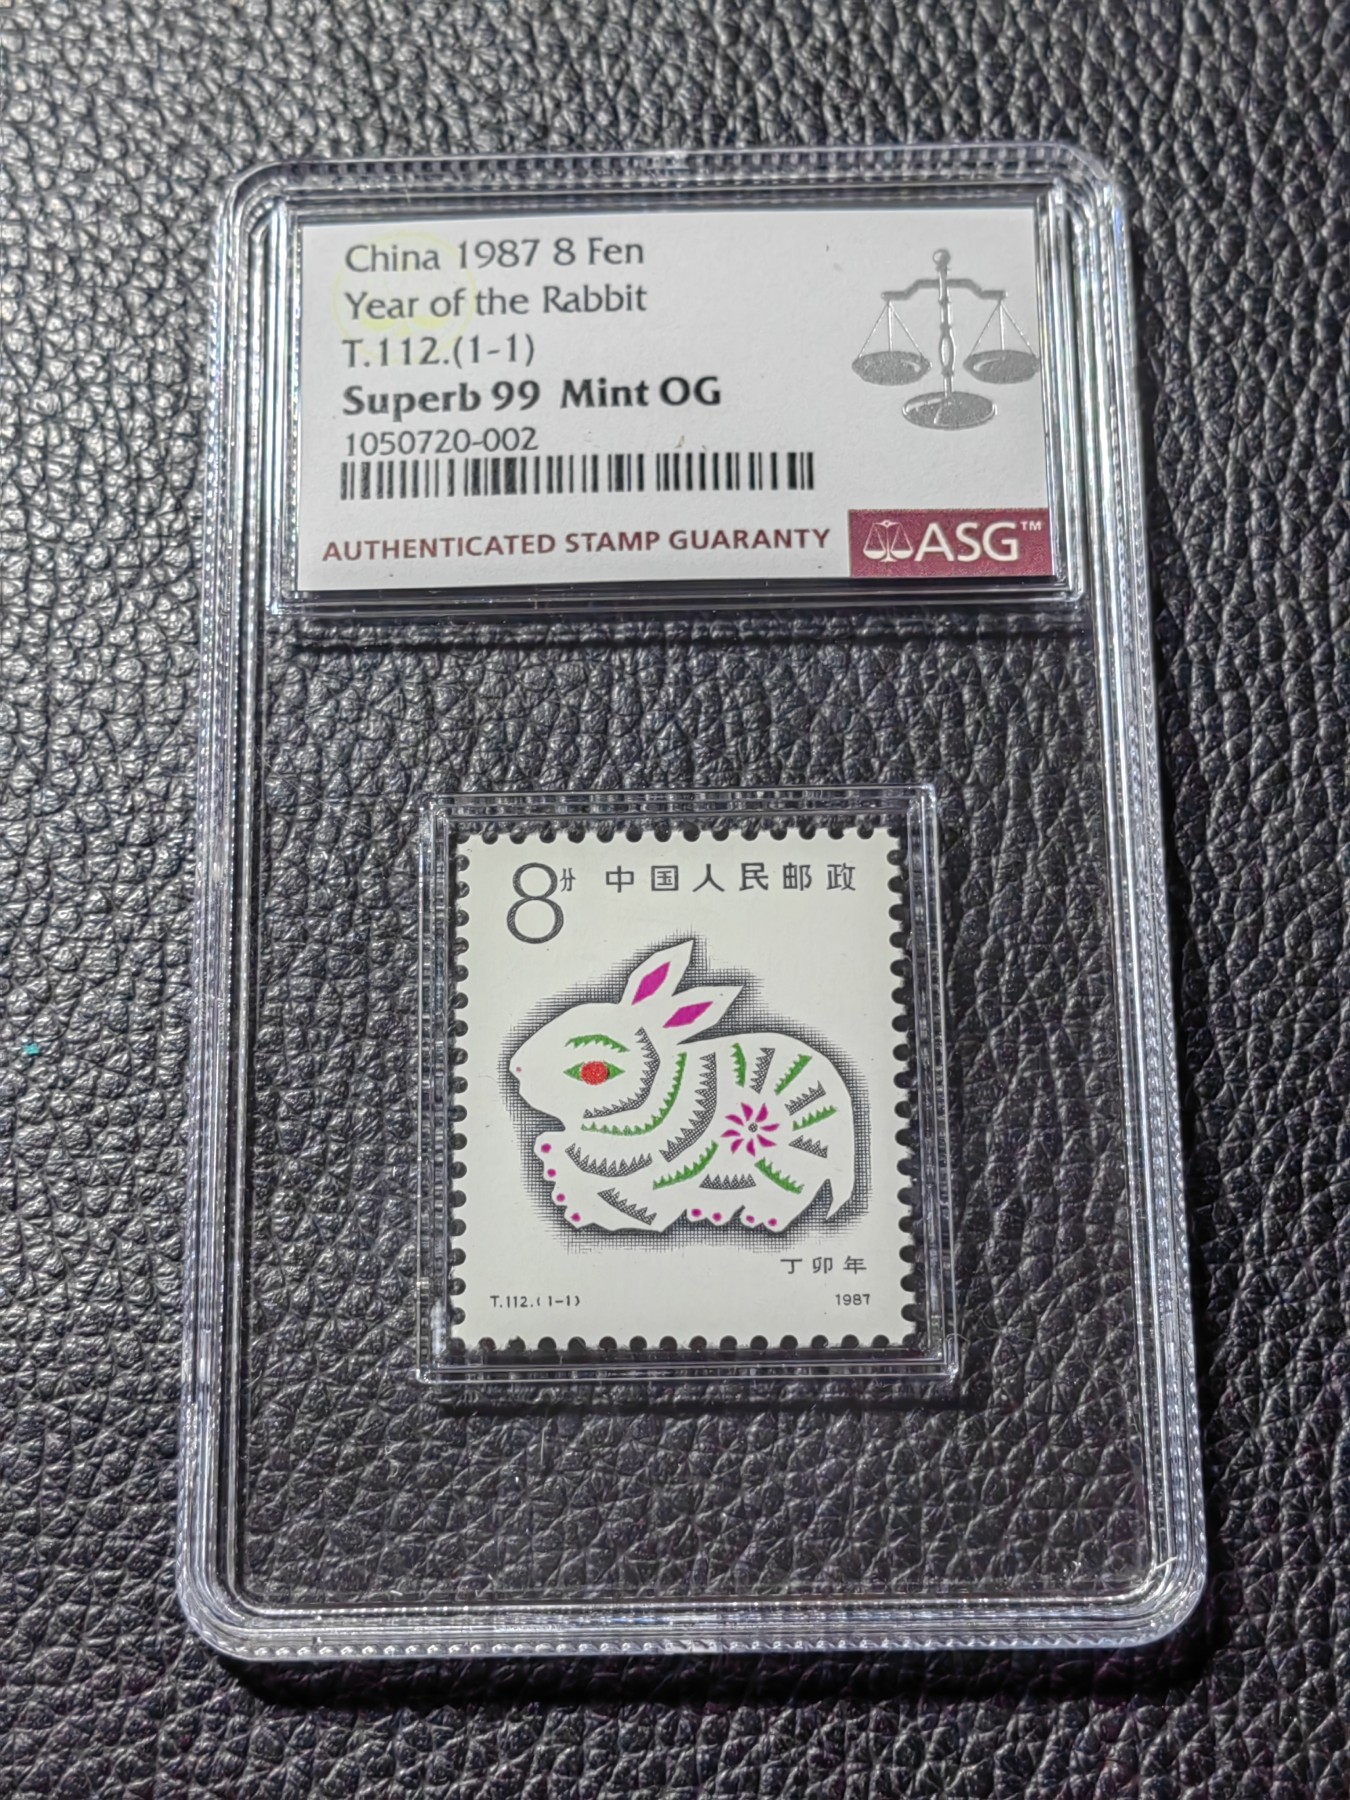 China 1987 8 Fen
Year of the Rabbit
T.112.(1-1)
Superb 99 Mint OG
1050720-002
AUTHENTICATED STAMP GUARANTY
ASG™
8分 中国人民邮政
丁卯年
T.112.(1-1) 1987